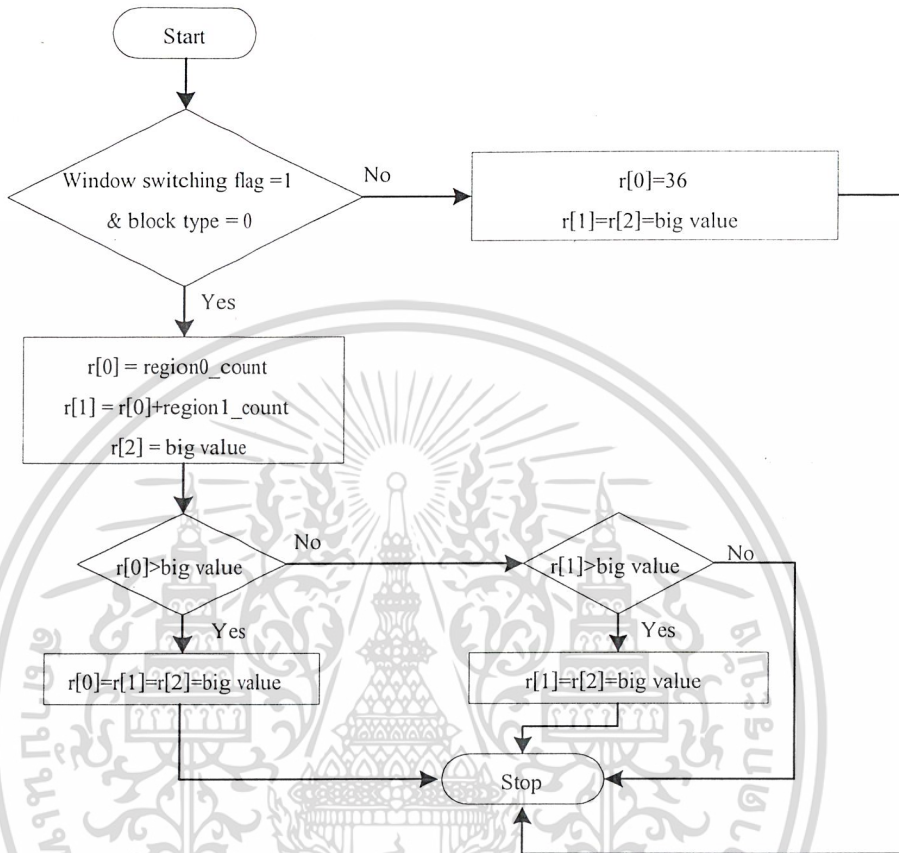 Start
Window switching flag =1
& block type = 0
No
r[0]=36
r[1]=r[2]=big value
Yes
r[0] = region0_count
r[1] = r[0]+region1_count
r[2] = big value
r[0]>big value
No
r[1]>big value
No
Yes
Yes
r[0]=r[1]=r[2]=big value
r[1]=r[2]=big value
Stop